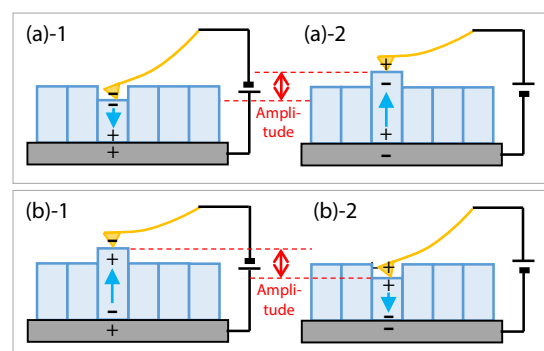 (a)-1
(a)-2
−
+
−
−
Ampli-
tude
+
+
+
−
(b)-1
(b)-2
−
- +
+
+
Ampli-
tude
−
−
+
−